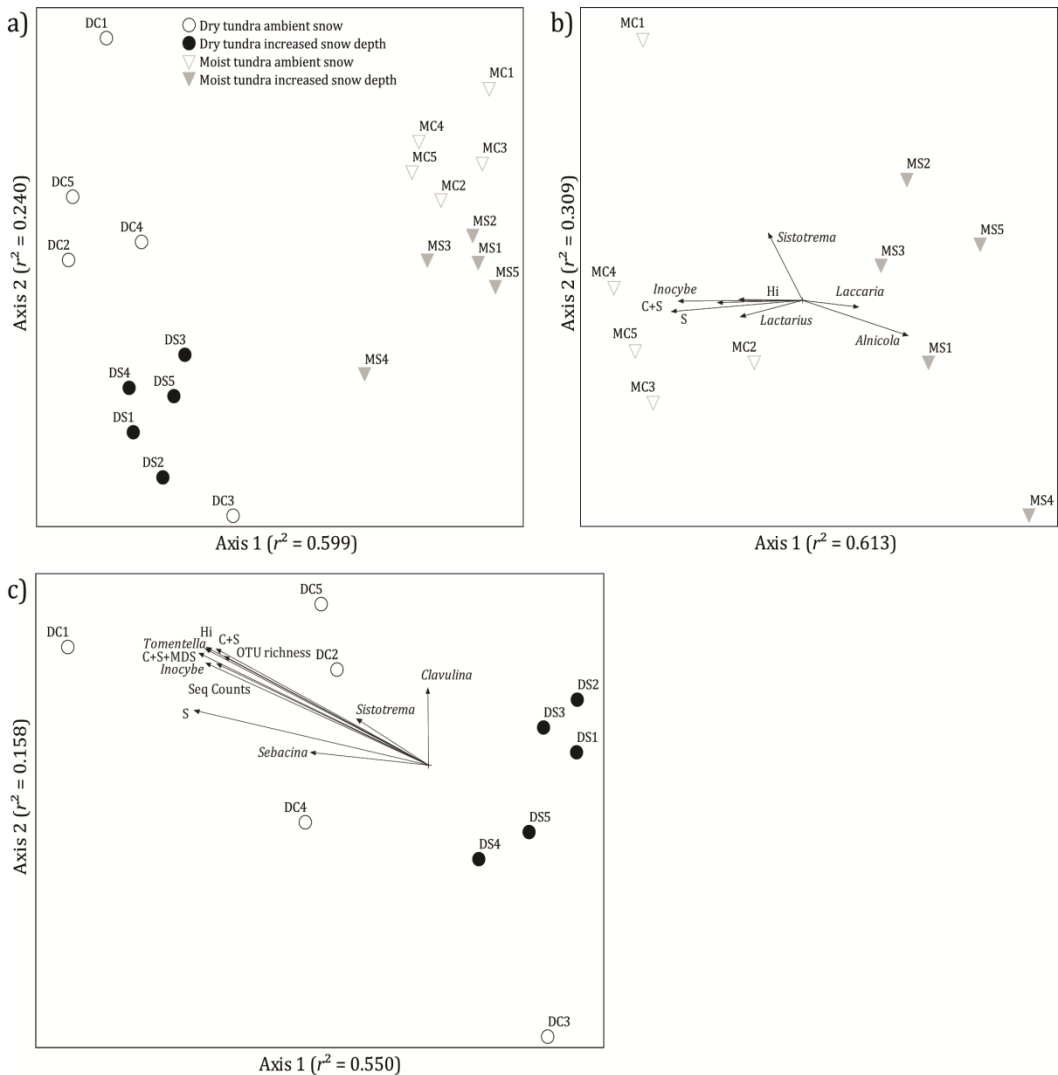 a)
DC1
Dry tundra ambient snow
Dry tundra increased snow depth
Moist tundra ambient snow
Moist tundra increased snow depth
MC1
MC4
MC3
MC5
MC2
DC5
DC4
DC2
MS2
MS3
MS1
MS5
DS3
DS4
DS5
MS4
DS1
DS2
DC3
Axis 2 (r² = 0.240)
Axis 1 (r² = 0.599)
b)
MC1
MS2
Sistotrema
MS5
MS3
MC4
Inocybe
Hi
Laccaria
C+S
S
Lactarius
Alnicola
MC5
MC2
MS1
MC3
MS4
Axis 2 (r² = 0.309)
Axis 1 (r² = 0.613)
c)
DC5
DC1
Hi
C+S
Tomentella
OTU richness
C+S+MDS
DC2
Inocybe
Clavulina
Seq Counts
DS2
S
Sistotrema
DS3
DS1
Sebacina
DC4
DS5
DS4
DC3
Axis 2 (r² = 0.158)
Axis 1 (r² = 0.550)